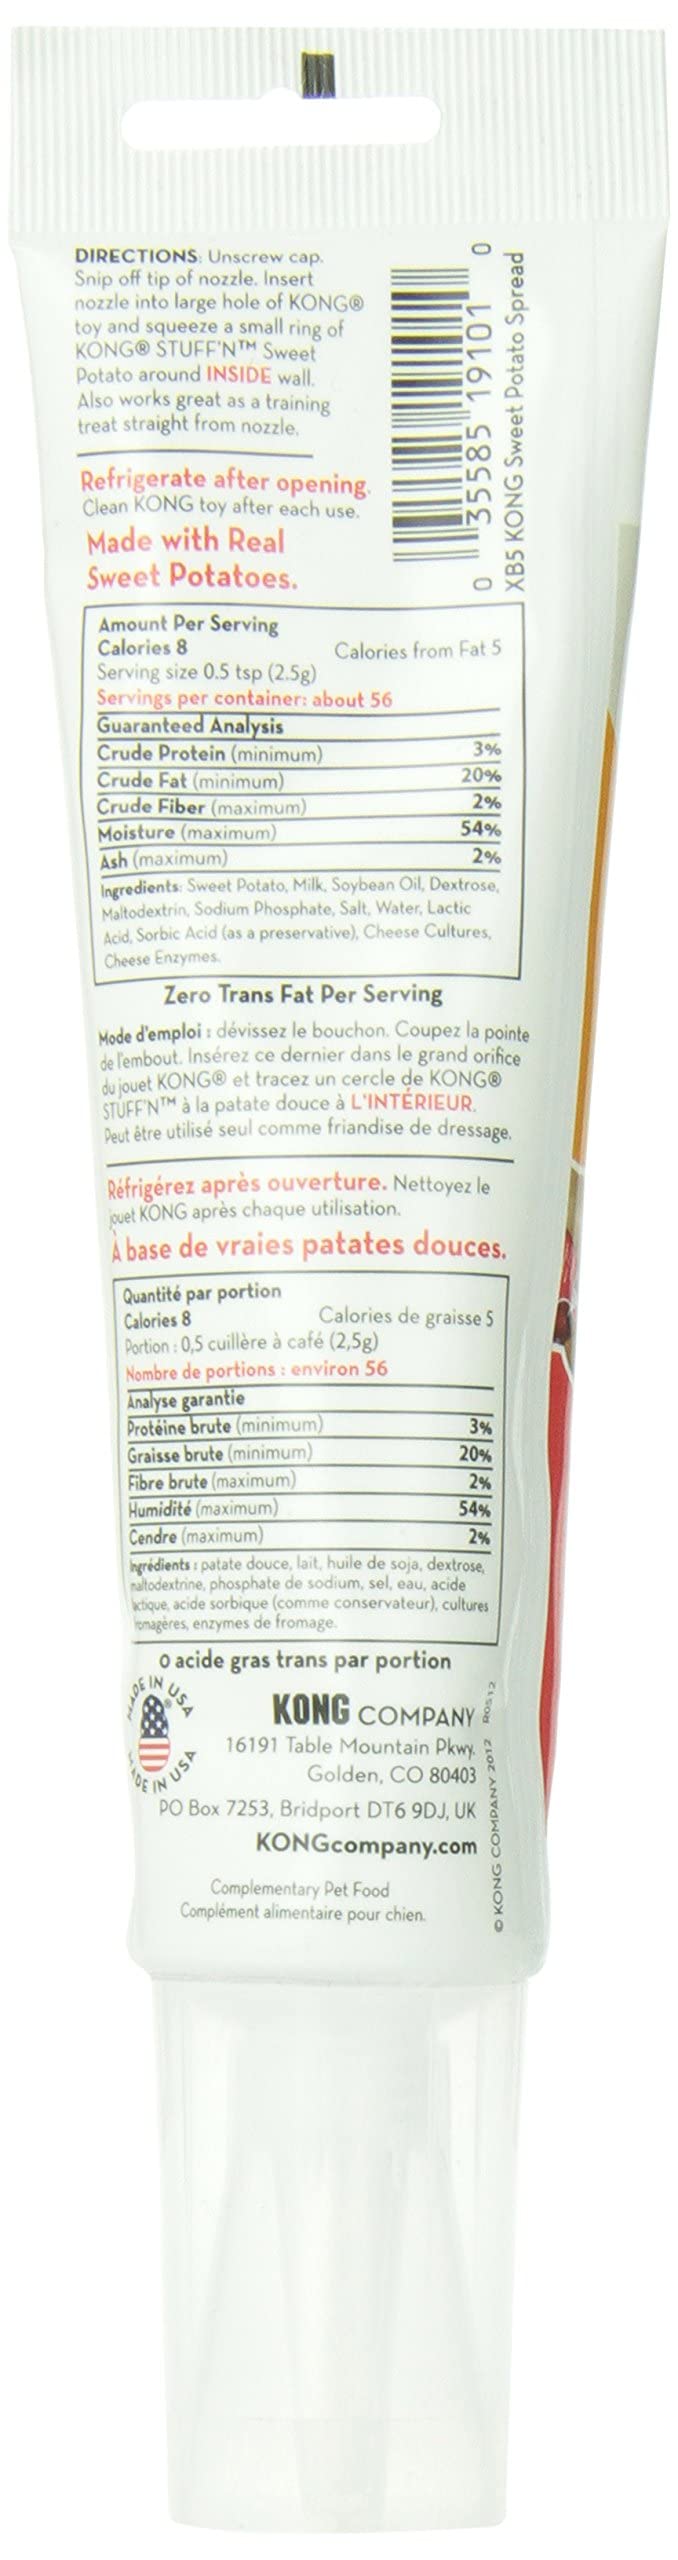 DIRECTIONS: Unscrew cap.
Snip off tip of nozzle. Insert
nozzle into large hole of KONG®
toy and squeeze a small ring of
KONG® STUFF'N™ Sweet
Potato around INSIDE wall.
Also works great as a training
treat straight from nozzle.
Refrigerate after opening.
Clean KONG toy after each use.
Made with Real
Sweet Potatoes.
0 35585 19101 0
XB5 KONG Sweet Potato Spread
Amount Per Serving
Calories 8 Calories from Fat 5
Serving size 0.5 tsp (2.5g)
Servings per container: about 56
Guaranteed Analysis
Crude Protein (minimum) 3%
Crude Fat (minimum) 20%
Crude Fiber (maximum) 2%
Moisture (maximum) 54%
Ash (maximum) 2%
Ingredients: Sweet Potato, Milk, Soybean Oil, Dextrose,
Maltodextrin, Sodium Phosphate, Salt, Water, Lactic
Acid, Sorbic Acid (as a preservative), Cheese Cultures,
Cheese Enzymes.
Zero Trans Fat Per Serving
Mode d'emploi : dévissez le bouchon. Coupez la pointe
de l'embout. Insérez ce dernier dans le grand orifice
du jouet KONG® et tracez un cercle de KONG®
STUFF'N™ à la patate douce à L'INTÉRIEUR.
Peut être utilisé seul comme friandise de dressage.
Réfrigérez après ouverture. Nettoyez le
jouet KONG après chaque utilisation.
À base de vraies patates douces.
Quantité par portion
Calories 8 Calories de graisse 5
Portion : 0,5 cuillère à café (2,5g)
Nombre de portions : environ 56
Analyse garantie
Protéine brute (minimum) 3%
Graisse brute (minimum) 20%
Fibre brute (maximum) 2%
Humidité (maximum) 54%
Cendre (maximum) 2%
Ingrédients : patate douce, lait, huile de soja, dextrose,
maltodextrine, phosphate de sodium, sel, eau, acide
lactique, acide sorbique (comme conservateur), cultures
fromagères, enzymes de fromage.
0 acide gras trans par portion
MADE IN USA
MADE IN USA
KONG COMPANY
16191 Table Mountain Pkwy.
Golden, CO 80403
PO Box 7253, Bridport DT6 9DJ, UK
KONGcompany.com
© KONG COMPANY 2012 R0512
Complementary Pet Food
Complément alimentaire pour chien.